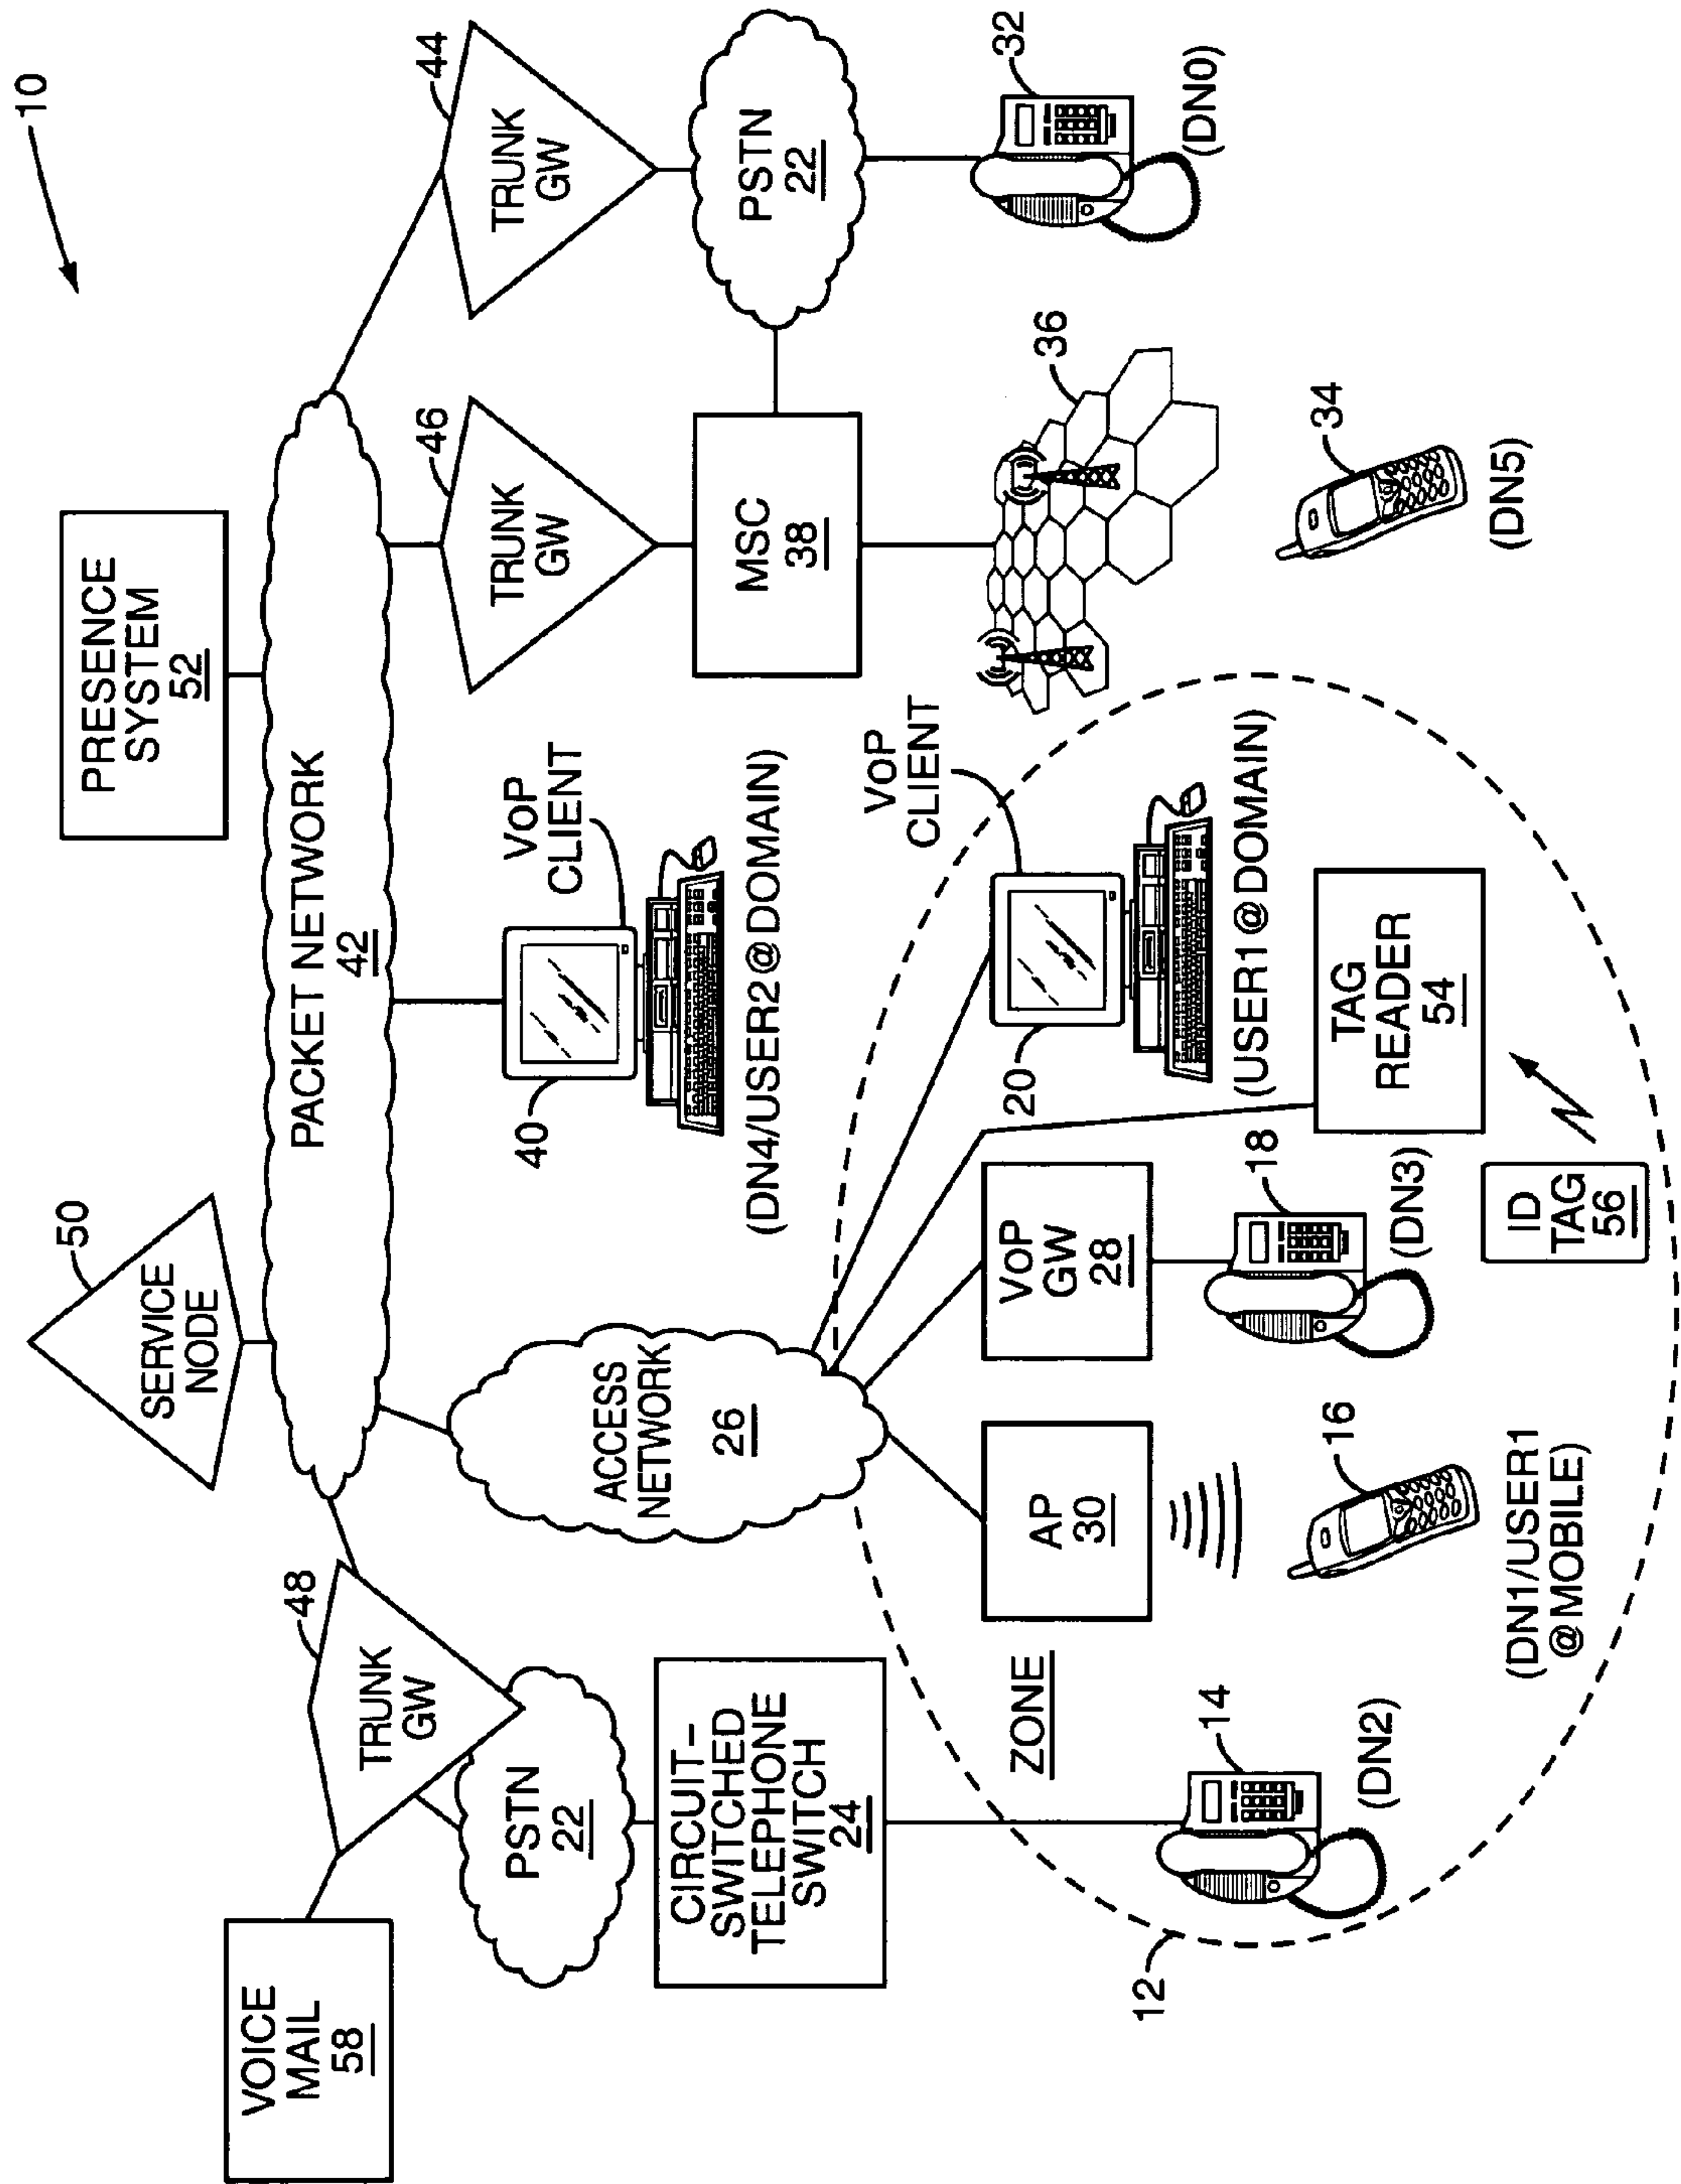 10
VOICE
MAIL
58
48
TRUNK
GW
PSTN
22
CIRCUIT-
SWITCHED
TELEPHONE
SWITCH
24
SERVICE
NODE
50
PRESENCE
SYSTEM
52
PACKET NETWORK
42
ACCESS
NETWORK
26
40
VoP
CLIENT
(DN4/USER2@DOMAIN)
TRUNK
GW
46
TRUNK
GW
44
MSC
38
PSTN
22
36
32
(DN0)
34
(DN5)
12
ZONE
14
(DN2)
AP
30
16
(DN1/USER1
@MOBILE)
VoP
GW
28
18
(DN3)
20
VoP
CLIENT
(USER1@DOMAIN)
TAG
READER
54
ID
TAG
56